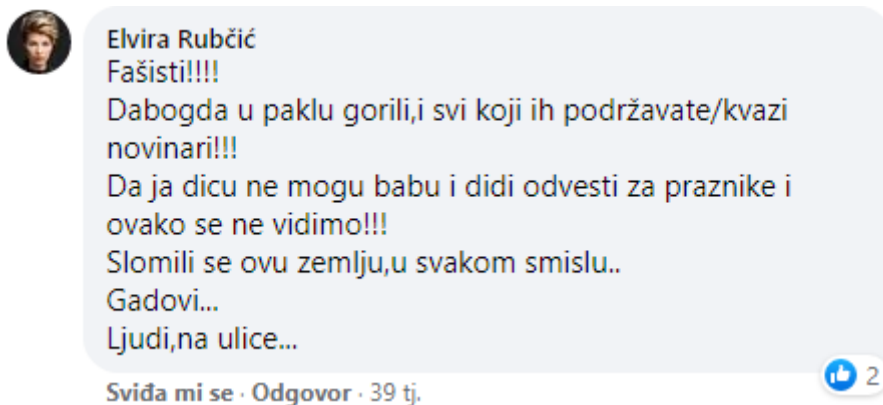 Elvira Rubčić
Fašisti!!!!
Dabogda u paklu gorili,i svi koji ih podržavate/kvazi
novinari!!!
Da ja dicu ne mogu babu i didi odvesti za praznike i
ovako se ne vidimo!!!
Slomili se ovu zemlju,u svakom smislu..
Gadovi...
Ljudi,na ulice...
2
Sviđa mi se · Odgovor · 39 tj.